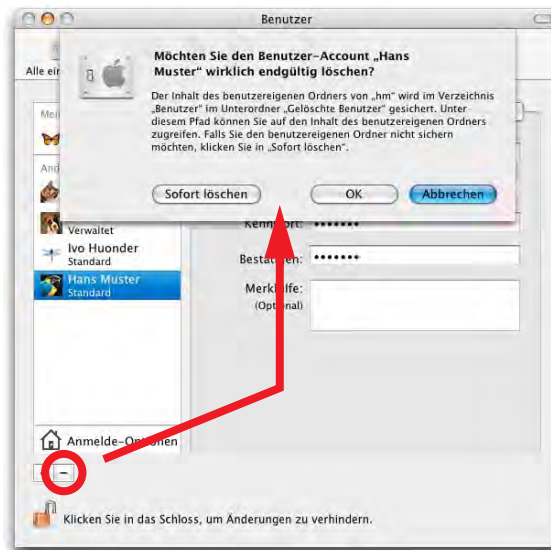 Benutzer
Möchten Sie den Benutzer-Account „Hans
Muster“ wirklich endgültig löschen?
Alle ei
Der Inhalt des benutzereigenen Ordners von „hm“ wird im Verzeichnis
„Benutzer“ im Unterordner „Gelöschte Benutzer“ gesichert. Unter
diesem Pfad können Sie auf den Inhalt des benutzereigenen Ordners
zugreifen. Falls Sie den benutzereigenen Ordner nicht sichern
möchten, klicken Sie in „Sofort löschen“.
Sofort löschen
OK
Abbrechen
Kennwort:
Verwaltet
Ivo Huonder
Standard
Bestätigen:
Hans Muster
Standard
Merkhilfe:
(Optional)
Anmelde-Optionen
Klicken Sie in das Schloss, um Änderungen zu verhindern.